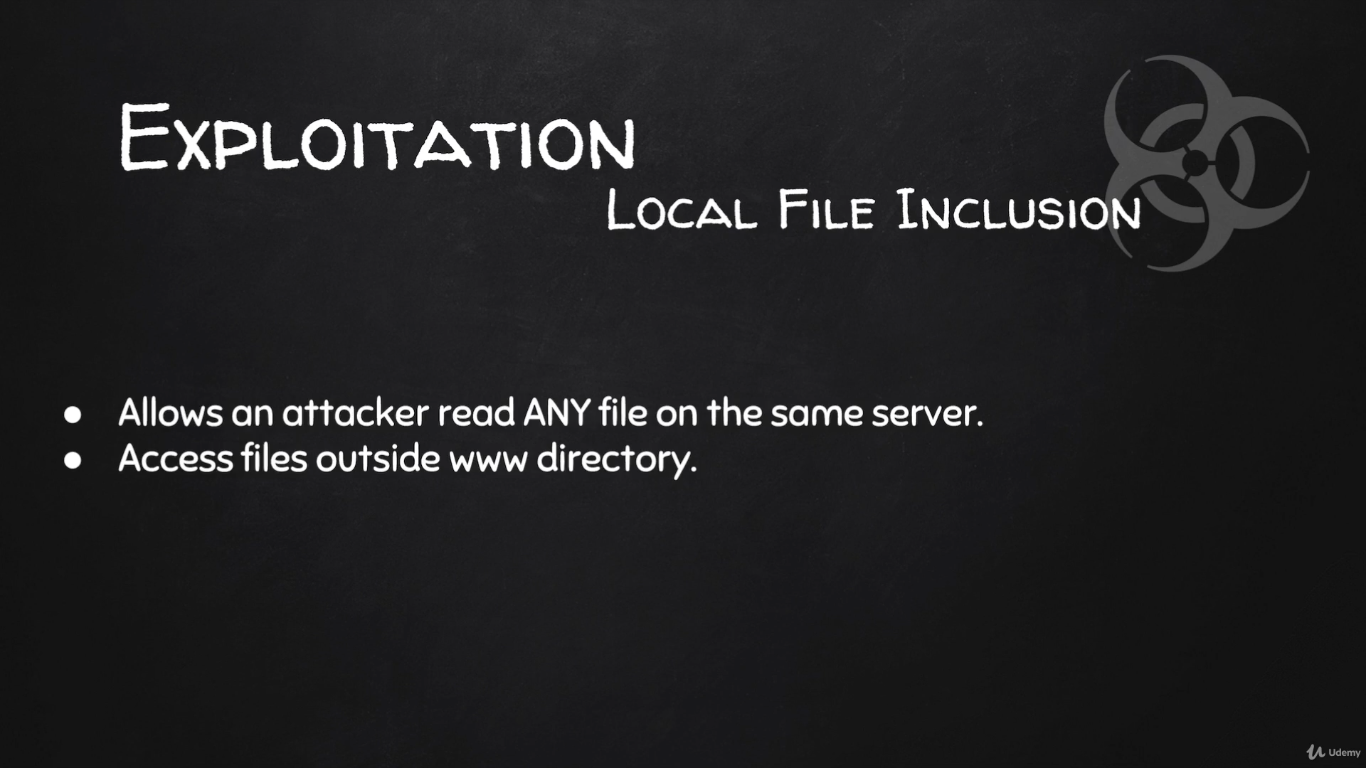 Exploitation
Local File Inclusion
● Allows an attacker read ANY file on the same server.
● Access files outside www directory.
Udemy